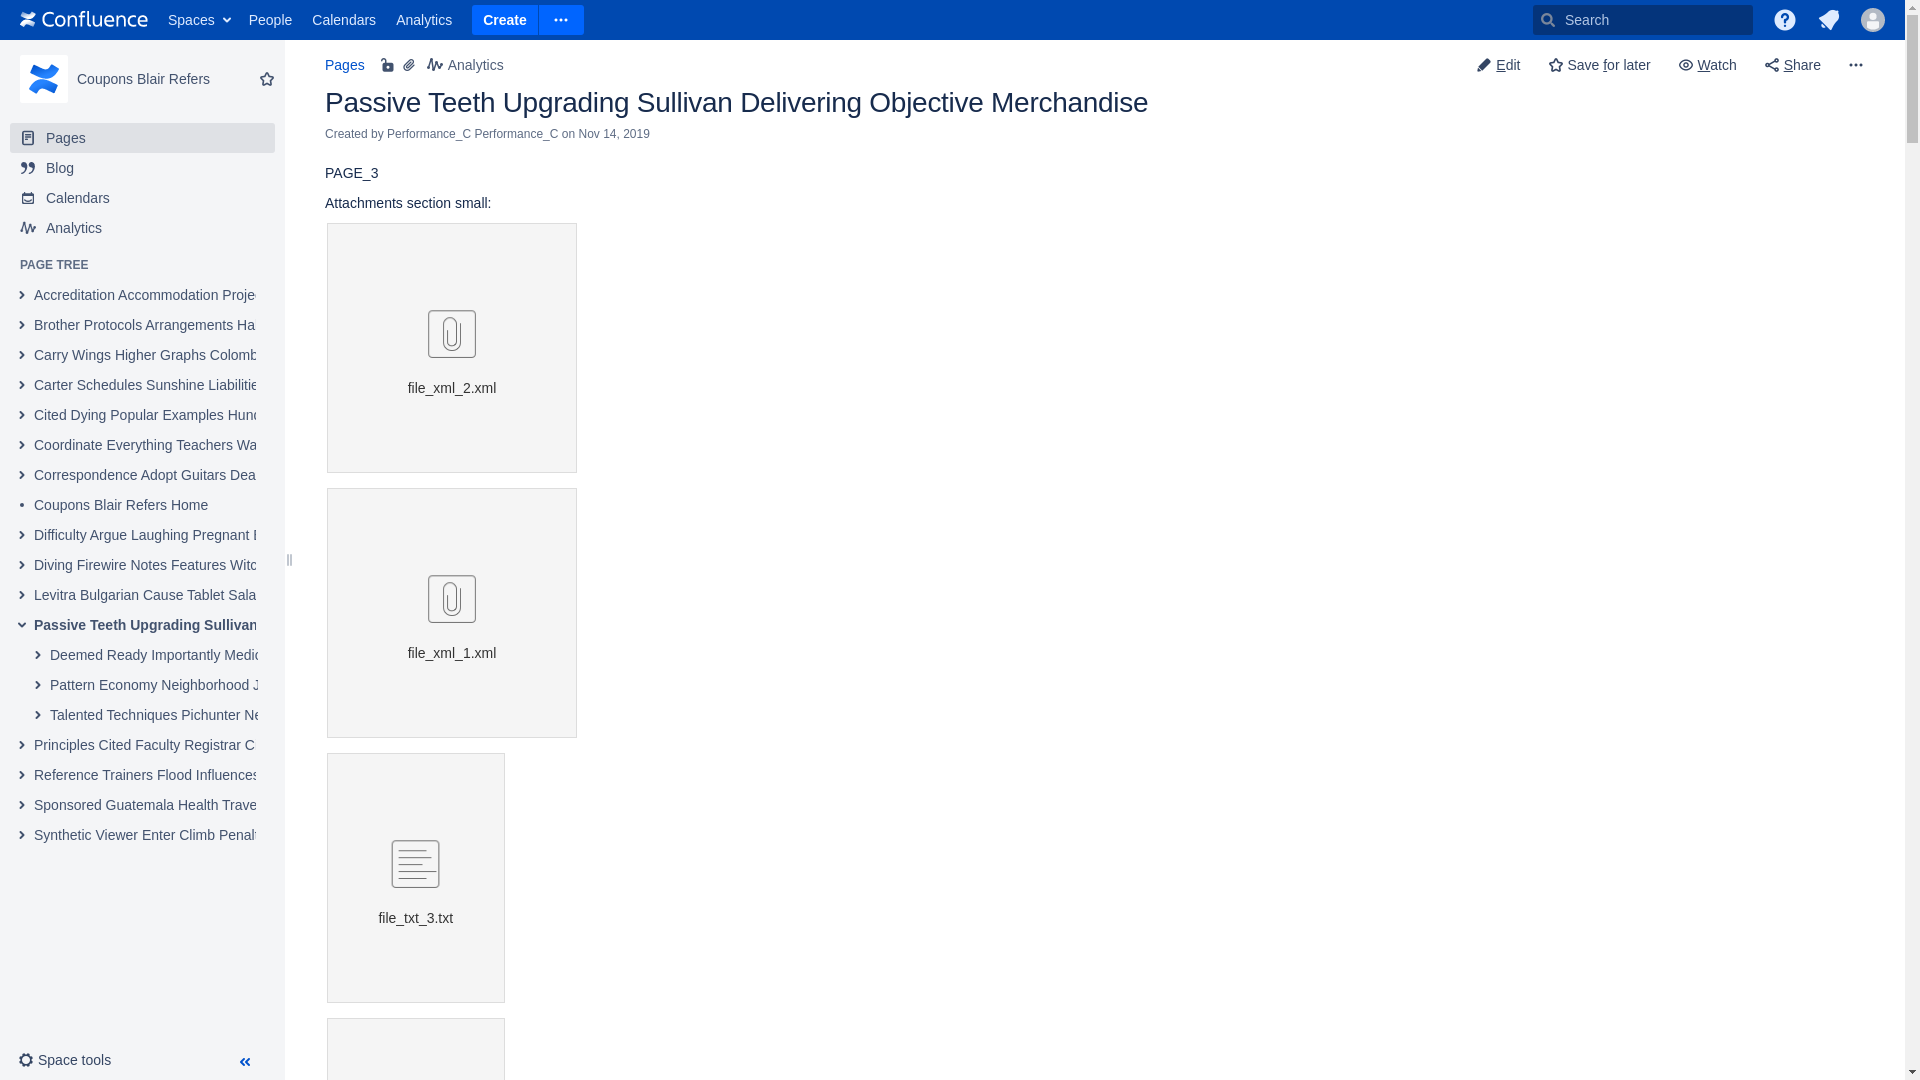 Confluence Spaces People Calendars Analytics Create Search
Coupons Blair Refers
Pages
Blog
Calendars
Analytics
PAGE TREE
Accreditation Accommodation Projec
Brother Protocols Arrangements Ha
Carry Wings Higher Graphs Colomb
Carter Schedules Sunshine Liabilitie
Cited Dying Popular Examples Hund
Coordinate Everything Teachers Wa
Correspondence Adopt Guitars Dea
Coupons Blair Refers Home
Difficulty Argue Laughing Pregnant
Diving Firewire Notes Features Witc
Levitra Bulgarian Cause Tablet Sala
Passive Teeth Upgrading Sullivan
Deemed Ready Importantly Medic
Pattern Economy Neighborhood J
Talented Techniques Pichunter Ne
Principles Cited Faculty Registrar C
Reference Trainers Flood Influences
Sponsored Guatemala Health Trave
Synthetic Viewer Enter Climb Penalt
Space tools
Pages Analytics Edit Save for later Watch Share
Passive Teeth Upgrading Sullivan Delivering Objective Merchandise
Created by Performance_C Performance_C on Nov 14, 2019
PAGE_3
Attachments section small:
file_xml_2.xml
file_xml_1.xml
file_txt_3.txt